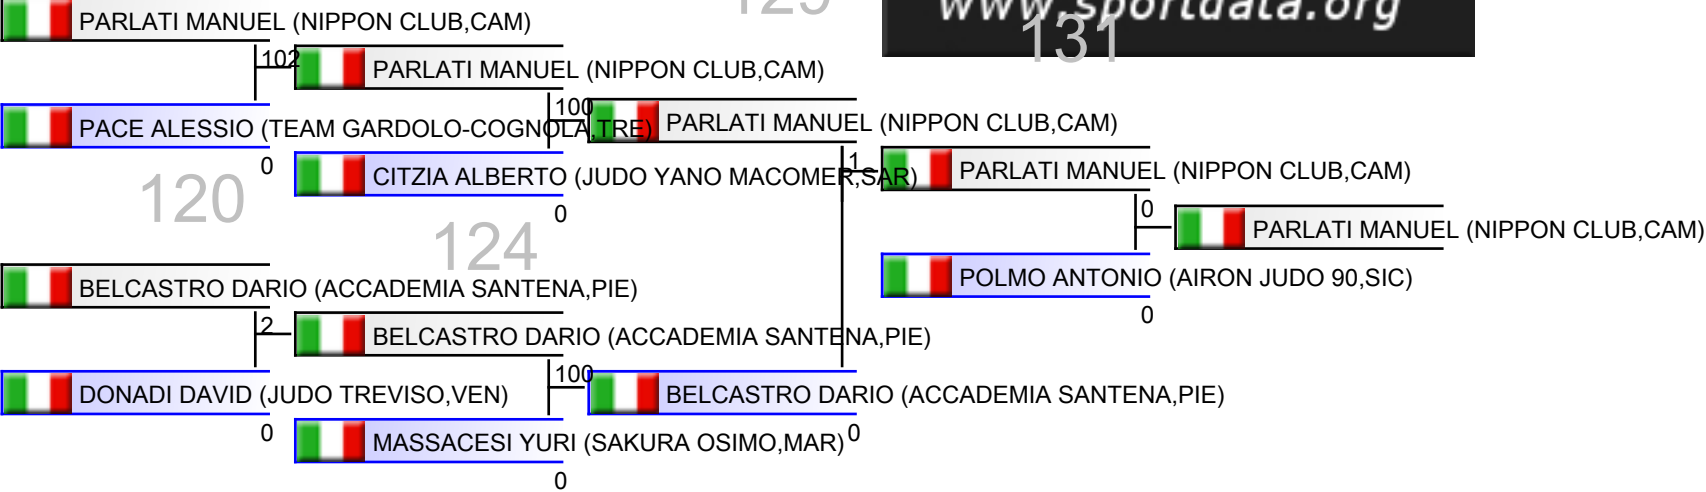 129
www.sportdata.org
131
PARLATI MANUEL (NIPPON CLUB,CAM)
102
PARLATI MANUEL (NIPPON CLUB,CAM)
100
PACE ALESSIO (TEAM GARDOLO-COGNOLA,TRE)
0
PARLATI MANUEL (NIPPON CLUB,CAM)
CITZIA ALBERTO (JUDO YANO MACOMER,SAR)
0
1
PARLATI MANUEL (NIPPON CLUB,CAM)
0
PARLATI MANUEL (NIPPON CLUB,CAM)
120
124
POLMO ANTONIO (AIRON JUDO 90,SIC)
0
BELCASTRO DARIO (ACCADEMIA SANTENA,PIE)
2
BELCASTRO DARIO (ACCADEMIA SANTENA,PIE)
100
DONADI DAVID (JUDO TREVISO,VEN)
0
BELCASTRO DARIO (ACCADEMIA SANTENA,PIE)
0
MASSACESI YURI (SAKURA OSIMO,MAR)
0